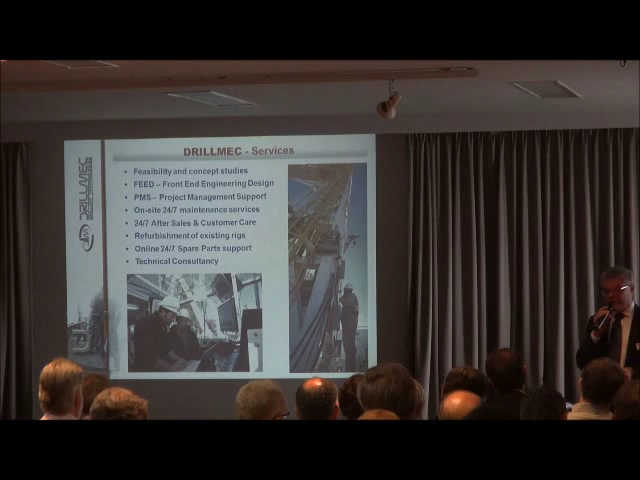 DRILLMEC - Services
Feasibility and concept studies
FEED – Front End Engineering Design
PMS – Project Management Support
On-site 24/7 maintenance services
24/7 After Sales & Customer Care
Refurbishment of existing rigs
Online 24/7 Spare Parts support
Technical Consultancy
DRILLMEC